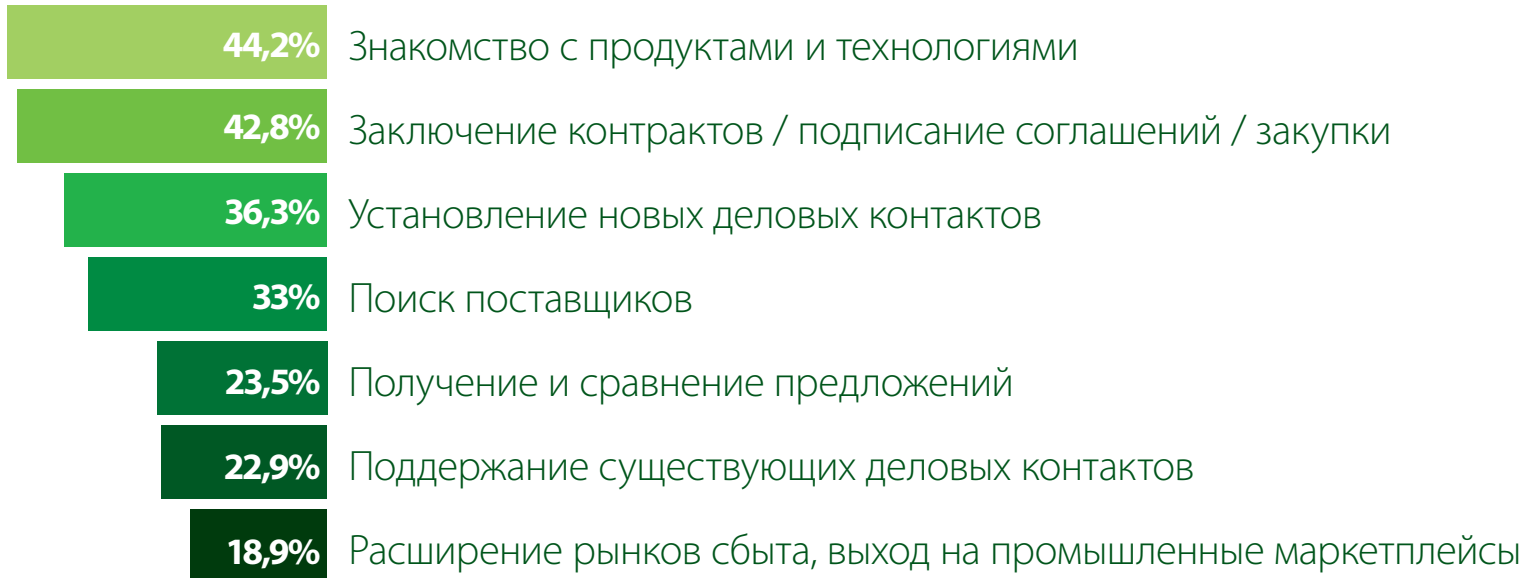 44,2% Знакомство с продуктами и технологиями
42,8% Заключение контрактов / подписание соглашений / закупки
36,3% Установление новых деловых контактов
33% Поиск поставщиков
23,5% Получение и сравнение предложений
22,9% Поддержание существующих деловых контактов
18,9% Расширение рынков сбыта, выход на промышленные маркетплейсы